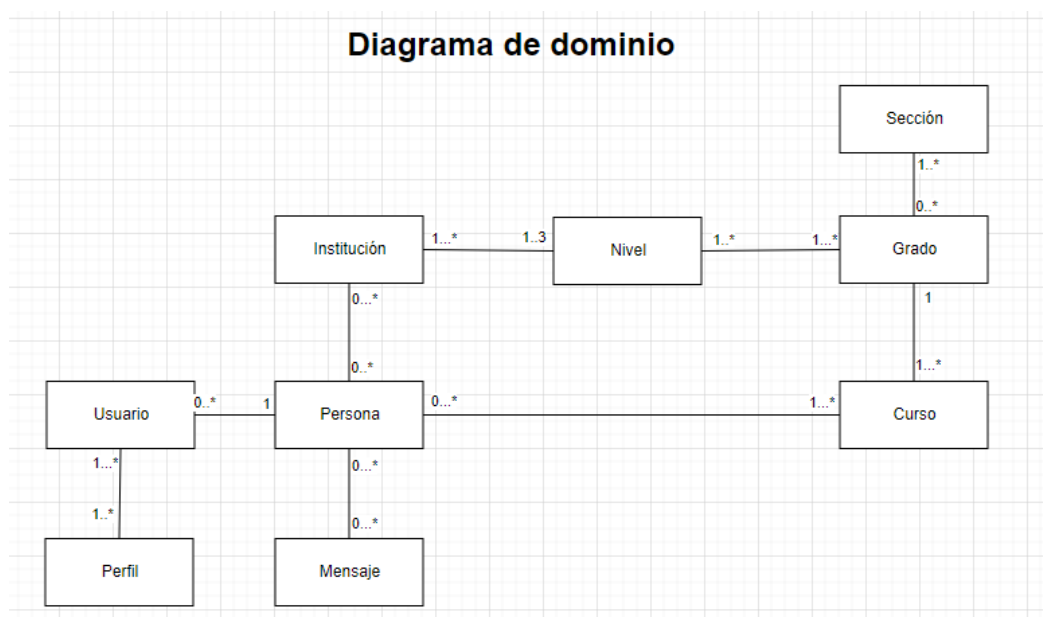 Diagrama de dominio
Sección
1..*
0..*
Institución
1...*
1..3
Nivel
1..*
1...*
Grado
0...*
1
0..*
1...*
Usuario
0..*
1
Persona
0...*
1...*
Curso
1...*
0...*
1..*
0...*
Perfil
Mensaje